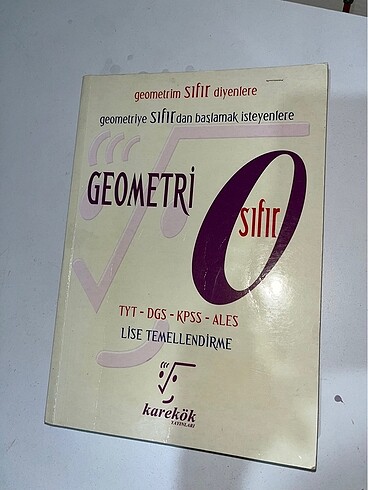 geometrim sıfır diyenlere
geometriye sıfırdan başlamak isteyenlere
GEOMETRİ
0
sıfır
TYT - DGS - KPSS - ALES
LİSE TEMELLENDİRME
karekök
YAYINLARI